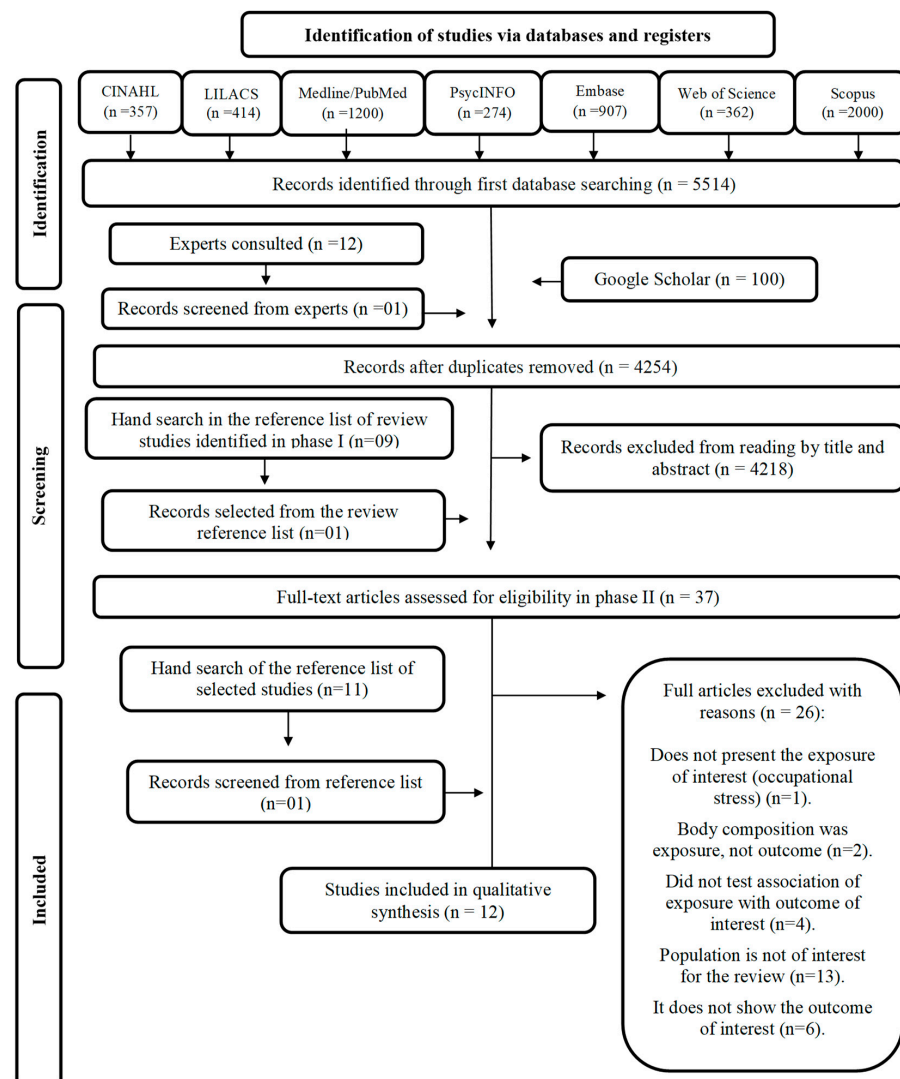 Identification of studies via databases and registers
Identification
CINAHL
(n =357)
LILACS
(n =414)
Medline/PubMed
(n =1200)
PsycINFO
(n =274)
Embase
(n =907)
Web of Science
(n =362)
Scopus
(n =2000)
Records identified through first database searching (n = 5514)
Experts consulted (n =12)
Google Scholar (n = 100)
Records screened from experts (n =01)
Screening
Records after duplicates removed (n = 4254)
Hand search in the reference list of review
studies identified in phase I (n=09)
Records excluded from reading by title and
abstract (n = 4218)
Records selected from the review
reference list (n=01)
Full-text articles assessed for eligibility in phase II (n = 37)
Included
Hand search of the reference list of
selected studies (n=11)
Records screened from reference list
(n=01)
Studies included in qualitative
synthesis (n = 12)
Full articles excluded with
reasons (n = 26):
Does not present the exposure
of interest (occupational
stress) (n=1).
Body composition was
exposure, not outcome (n=2).
Did not test association of
exposure with outcome of
interest (n=4).
Population is not of interest
for the review (n=13).
It does not show the outcome
of interest (n=6).